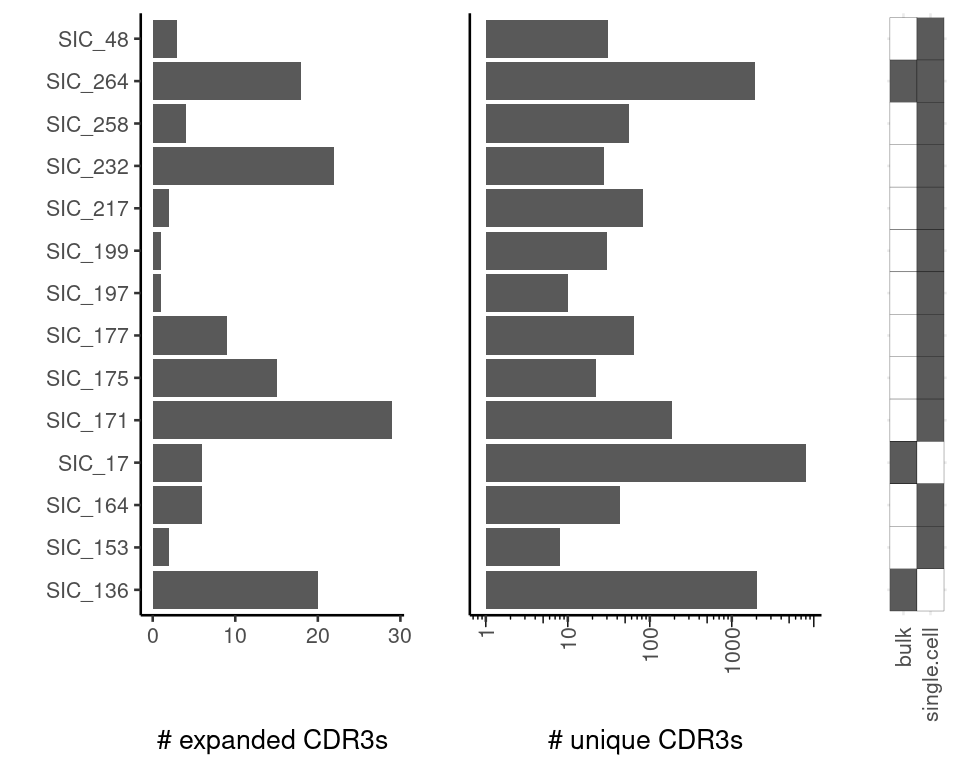 SIC_48
SIC_264
SIC_258
SIC_232
SIC_217
SIC_199
SIC_197
SIC_177
SIC_175
SIC_171
SIC_17
SIC_164
SIC_153
SIC_136
0 10 20 30
1 10 100 1000
bulk
single.cell
# expanded CDR3s
# unique CDR3s